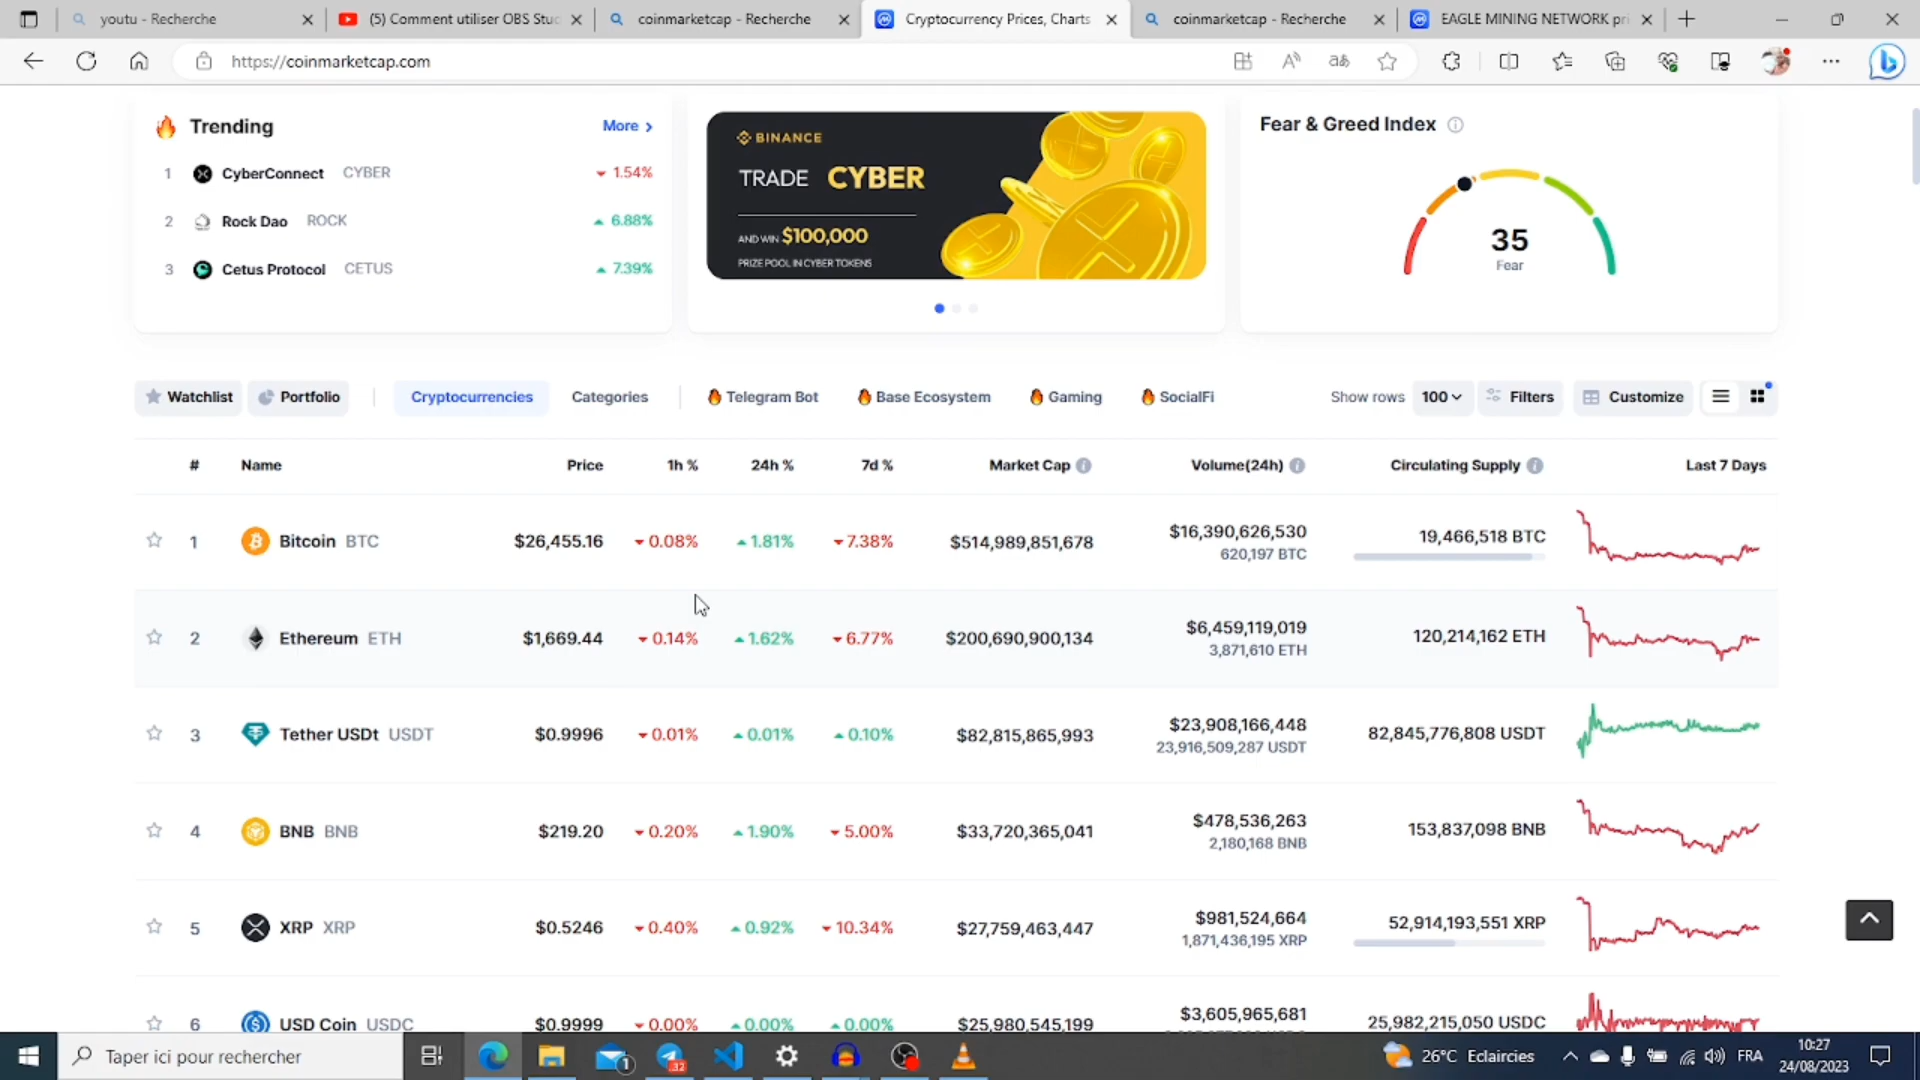 youtu - Recherche
(5) Comment utiliser OBS Stuc
coinmarketcap - Recherche
Cryptocurrency Prices, Charts
coinmarketcap - Recherche
EAGLE MINING NETWORK pri
https://coinmarketcap.com
Trending
More
1 CyberConnect CYBER 1.54%
2 Rock Dao ROCK 6.88%
3 Cetus Protocol CETUS 7.39%
BINANCE
TRADE CYBER
AND WIN $100,000
PRIZE POOL IN CYBER TOKENS
Fear & Greed Index
35
Fear
Watchlist Portfolio Cryptocurrencies Categories Telegram Bot Base Ecosystem Gaming SocialFi Show rows 100 Filters Customize
# Name Price 1h % 24h % 7d % Market Cap Volume(24h) Circulating Supply Last 7 Days
1 Bitcoin BTC $26,455.16 0.08% 1.81% 7.38% $514,989,851,678 $16,390,626,530 19,466,518 BTC
620,197 BTC
2 Ethereum ETH $1,669.44 0.14% 1.62% 6.77% $200,690,900,134 $6,459,119,019 120,214,162 ETH
3,871,610 ETH
3 Tether USDt USDT $0.9996 0.01% 0.01% 0.10% $82,815,865,993 $23,908,166,448 82,845,776,808 USDT
23,916,509,287 USDT
4 BNB BNB $219.20 0.20% 1.90% 5.00% $33,720,365,041 $478,536,263 153,837,098 BNB
2,180,168 BNB
5 XRP XRP $0.5246 0.40% 0.92% 10.34% $27,759,463,447 $981,524,664 52,914,193,551 XRP
1,871,436,195 XRP
6 USD Coin USDC $0.9999 0.00% 0.00% 0.00% $25,980,545,199 $3,605,965,681 25,982,215,050 USDC
Taper ici pour rechercher
1
32
26°C Eclaircies
FRA
10:27
24/08/2023